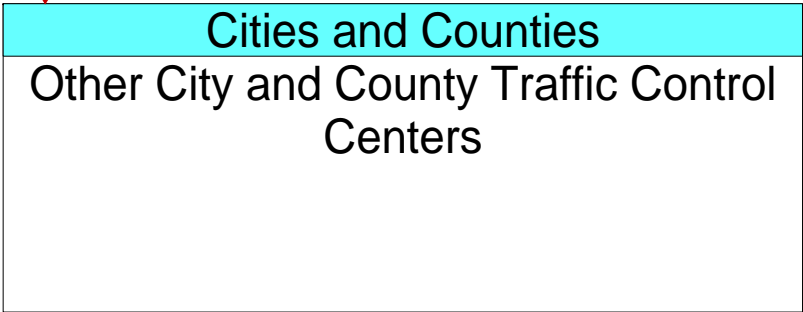 Cities and Counties
Other City and County Traffic Control
Centers